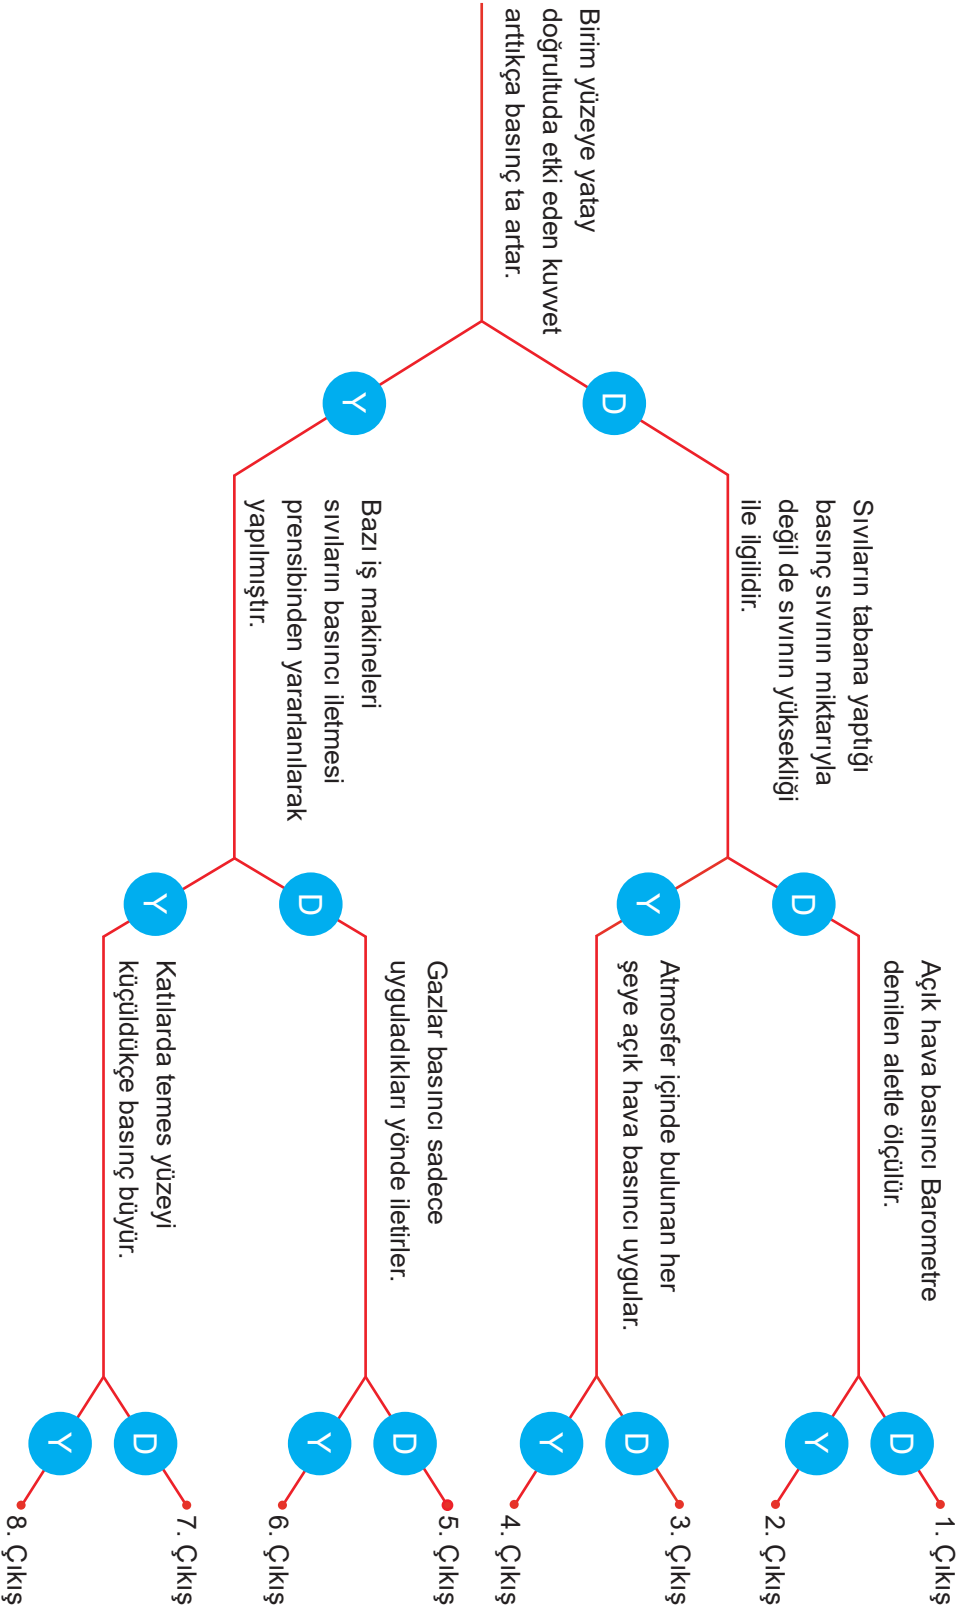 Birim yüzeye yatay
doğrultuda etki eden kuvvet
arttıkça basınç ta artar.
D
Y
Sıvıların tabana yaptığı
basınç sıvının miktarıyla
değil de sıvının yüksekliği
ile ilgilidir.
Bazı iş makineleri
sıvıların basıncı iletmesi
prensibinden yararlanılarak
yapılmıştır.
D
Y
D
Y
Açık hava basıncı Barometre
denilen aletle ölçülür.
Atmosfer içinde bulunan her
şeye açık hava basıncı uygular.
Gazlar basıncı sadece
uyguladıkları yönde iletirler.
Katılarda temes yüzeyi
küçüldükçe basınç büyür.
D
Y
D
Y
D
Y
D
Y
1. Çıkış
2. Çıkış
3. Çıkış
4. Çıkış
5. Çıkış
6. Çıkış
7. Çıkış
8. Çıkış